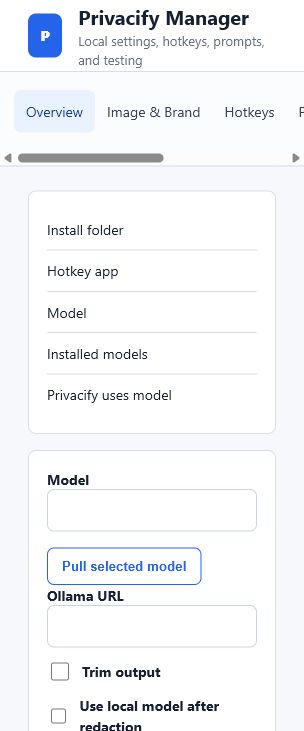 P
Privacify Manager
Local settings, hotkeys, prompts,
and testing
Overview
Image & Brand
Hotkeys
Install folder
Hotkey app
Model
Installed models
Privacify uses model
Model
Pull selected model
Ollama URL
Trim output
Use local model after
redaction